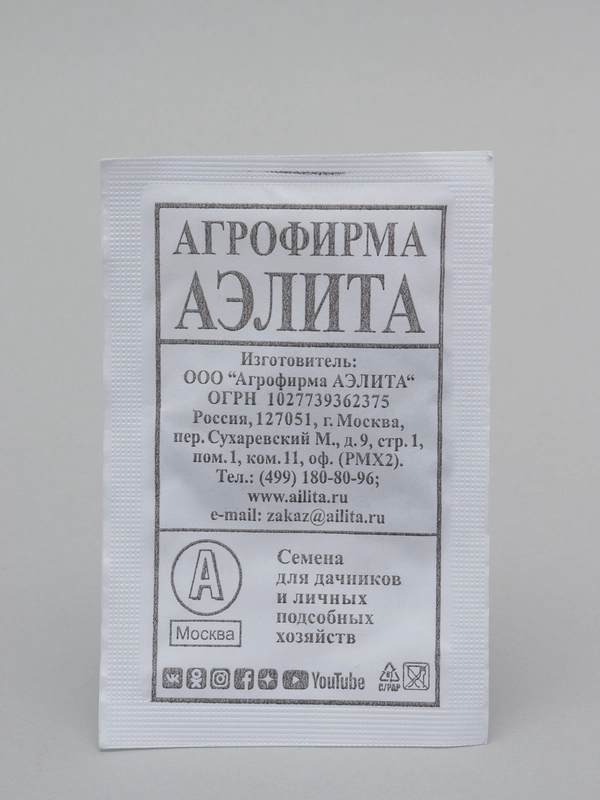 АГРОФИРМА
АЭЛИТА
Изготовитель:
ООО “Агрофирма АЭЛИТА“
ОГРН 1027739362375
Россия, 127051, г. Москва,
пер. Сухаревский М., д. 9, стр. 1,
пом. 1, ком. 11, оф. (РМХ2).
Тел.: (499) 180-80-96;
www.ailita.ru
e-mail: zakaz@ailita.ru
А
Москва
Семена
для дачников
и личных
подсобных
хозяйств
YouTube
C/PAP